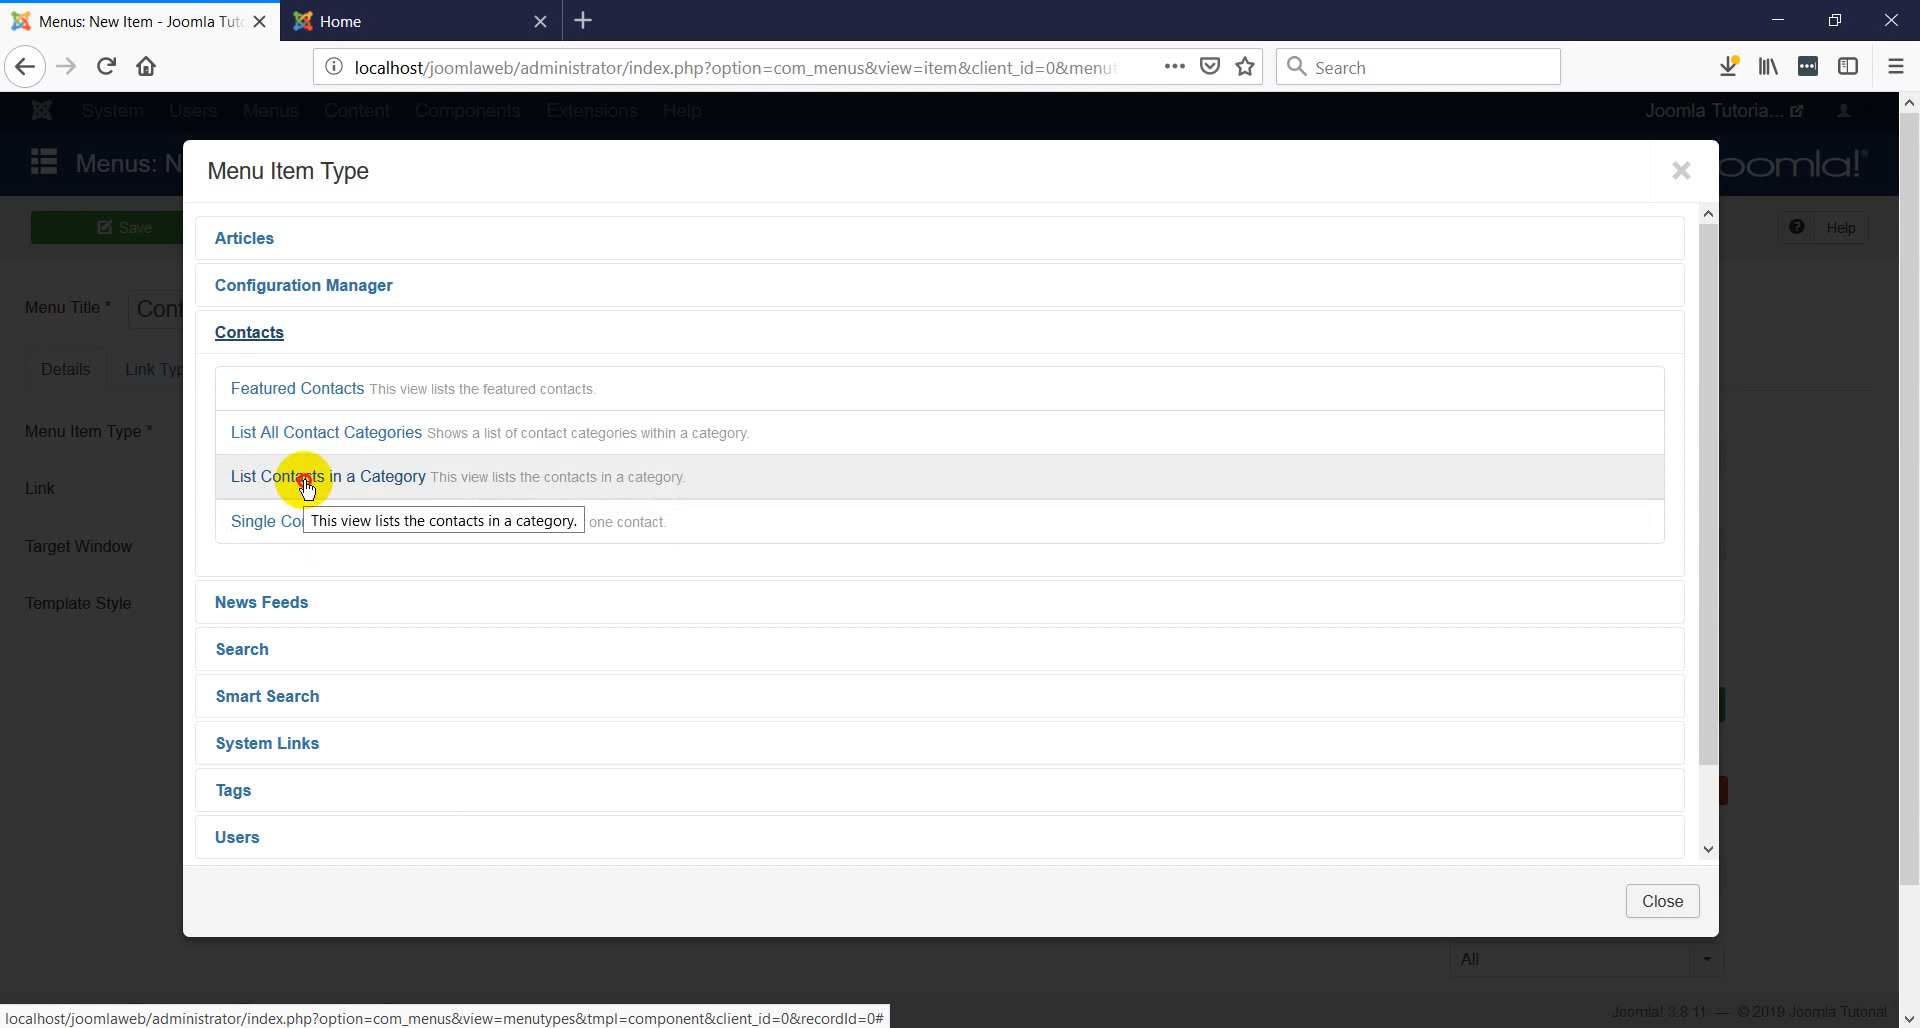 Menus: New Item - Joomla Tuto
Home
localhost/joomlaweb/administrator/index.php?option=com_menus&view=item&client_id=0&menut
Search
System Users Menus Content Components Extensions Help
Joomla Tutoria...
Menus: N
oomla!®
Menu Item Type
Save
Help
Articles
Configuration Manager
Menu Title *
Cont
Contacts
Details
Link Typ
Featured Contacts This view lists the featured contacts.
List All Contact Categories Shows a list of contact categories within a category.
Menu Item Type *
List Contacts in a Category This view lists the contacts in a category.
Link
Single Co
This view lists the contacts in a category.
one contact.
Target Window
News Feeds
Template Style
Search
Smart Search
System Links
Tags
Users
Close
All
Joomla! 3.8.11 — © 2019 Joomla Tutorial
localhost/joomlaweb/administrator/index.php?option=com_menus&view=menutypes&tmpl=component&client_id=0&recordId=0#